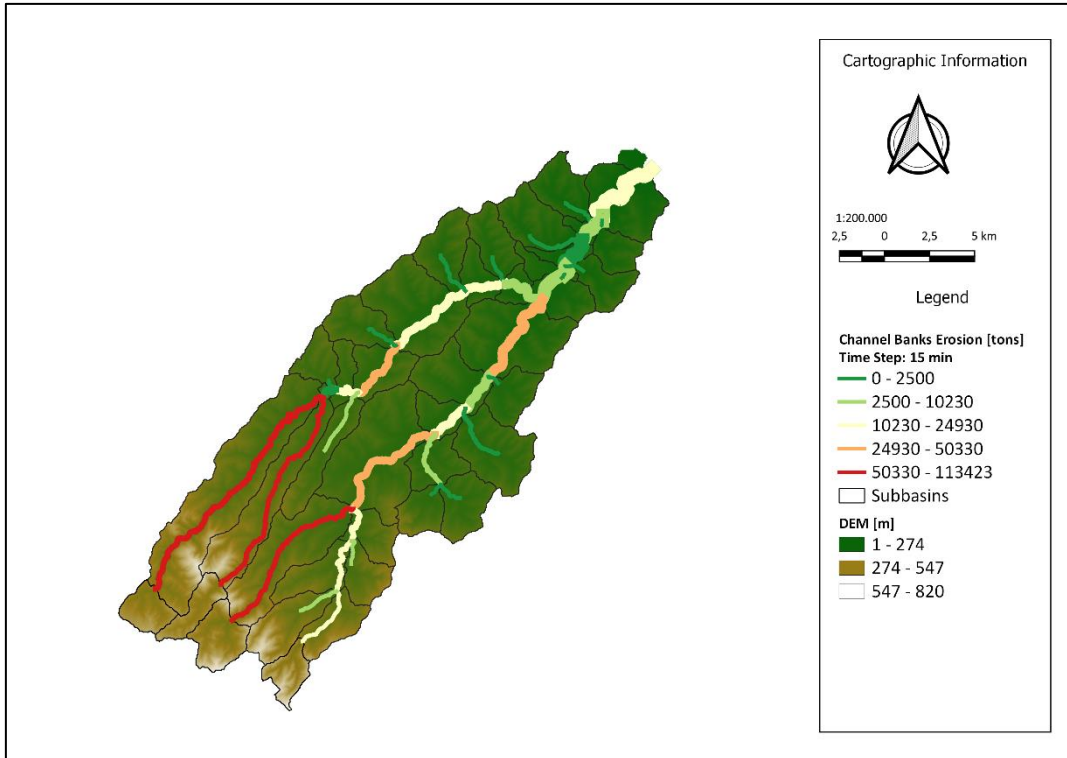 Cartographic Information
1:200.000
2,5 0 2,5 5 km
Legend
Channel Banks Erosion [tons]
Time Step: 15 min
0 - 2500
2500 - 10230
10230 - 24930
24930 - 50330
50330 - 113423
Subbasins
DEM [m]
1 - 274
274 - 547
547 - 820